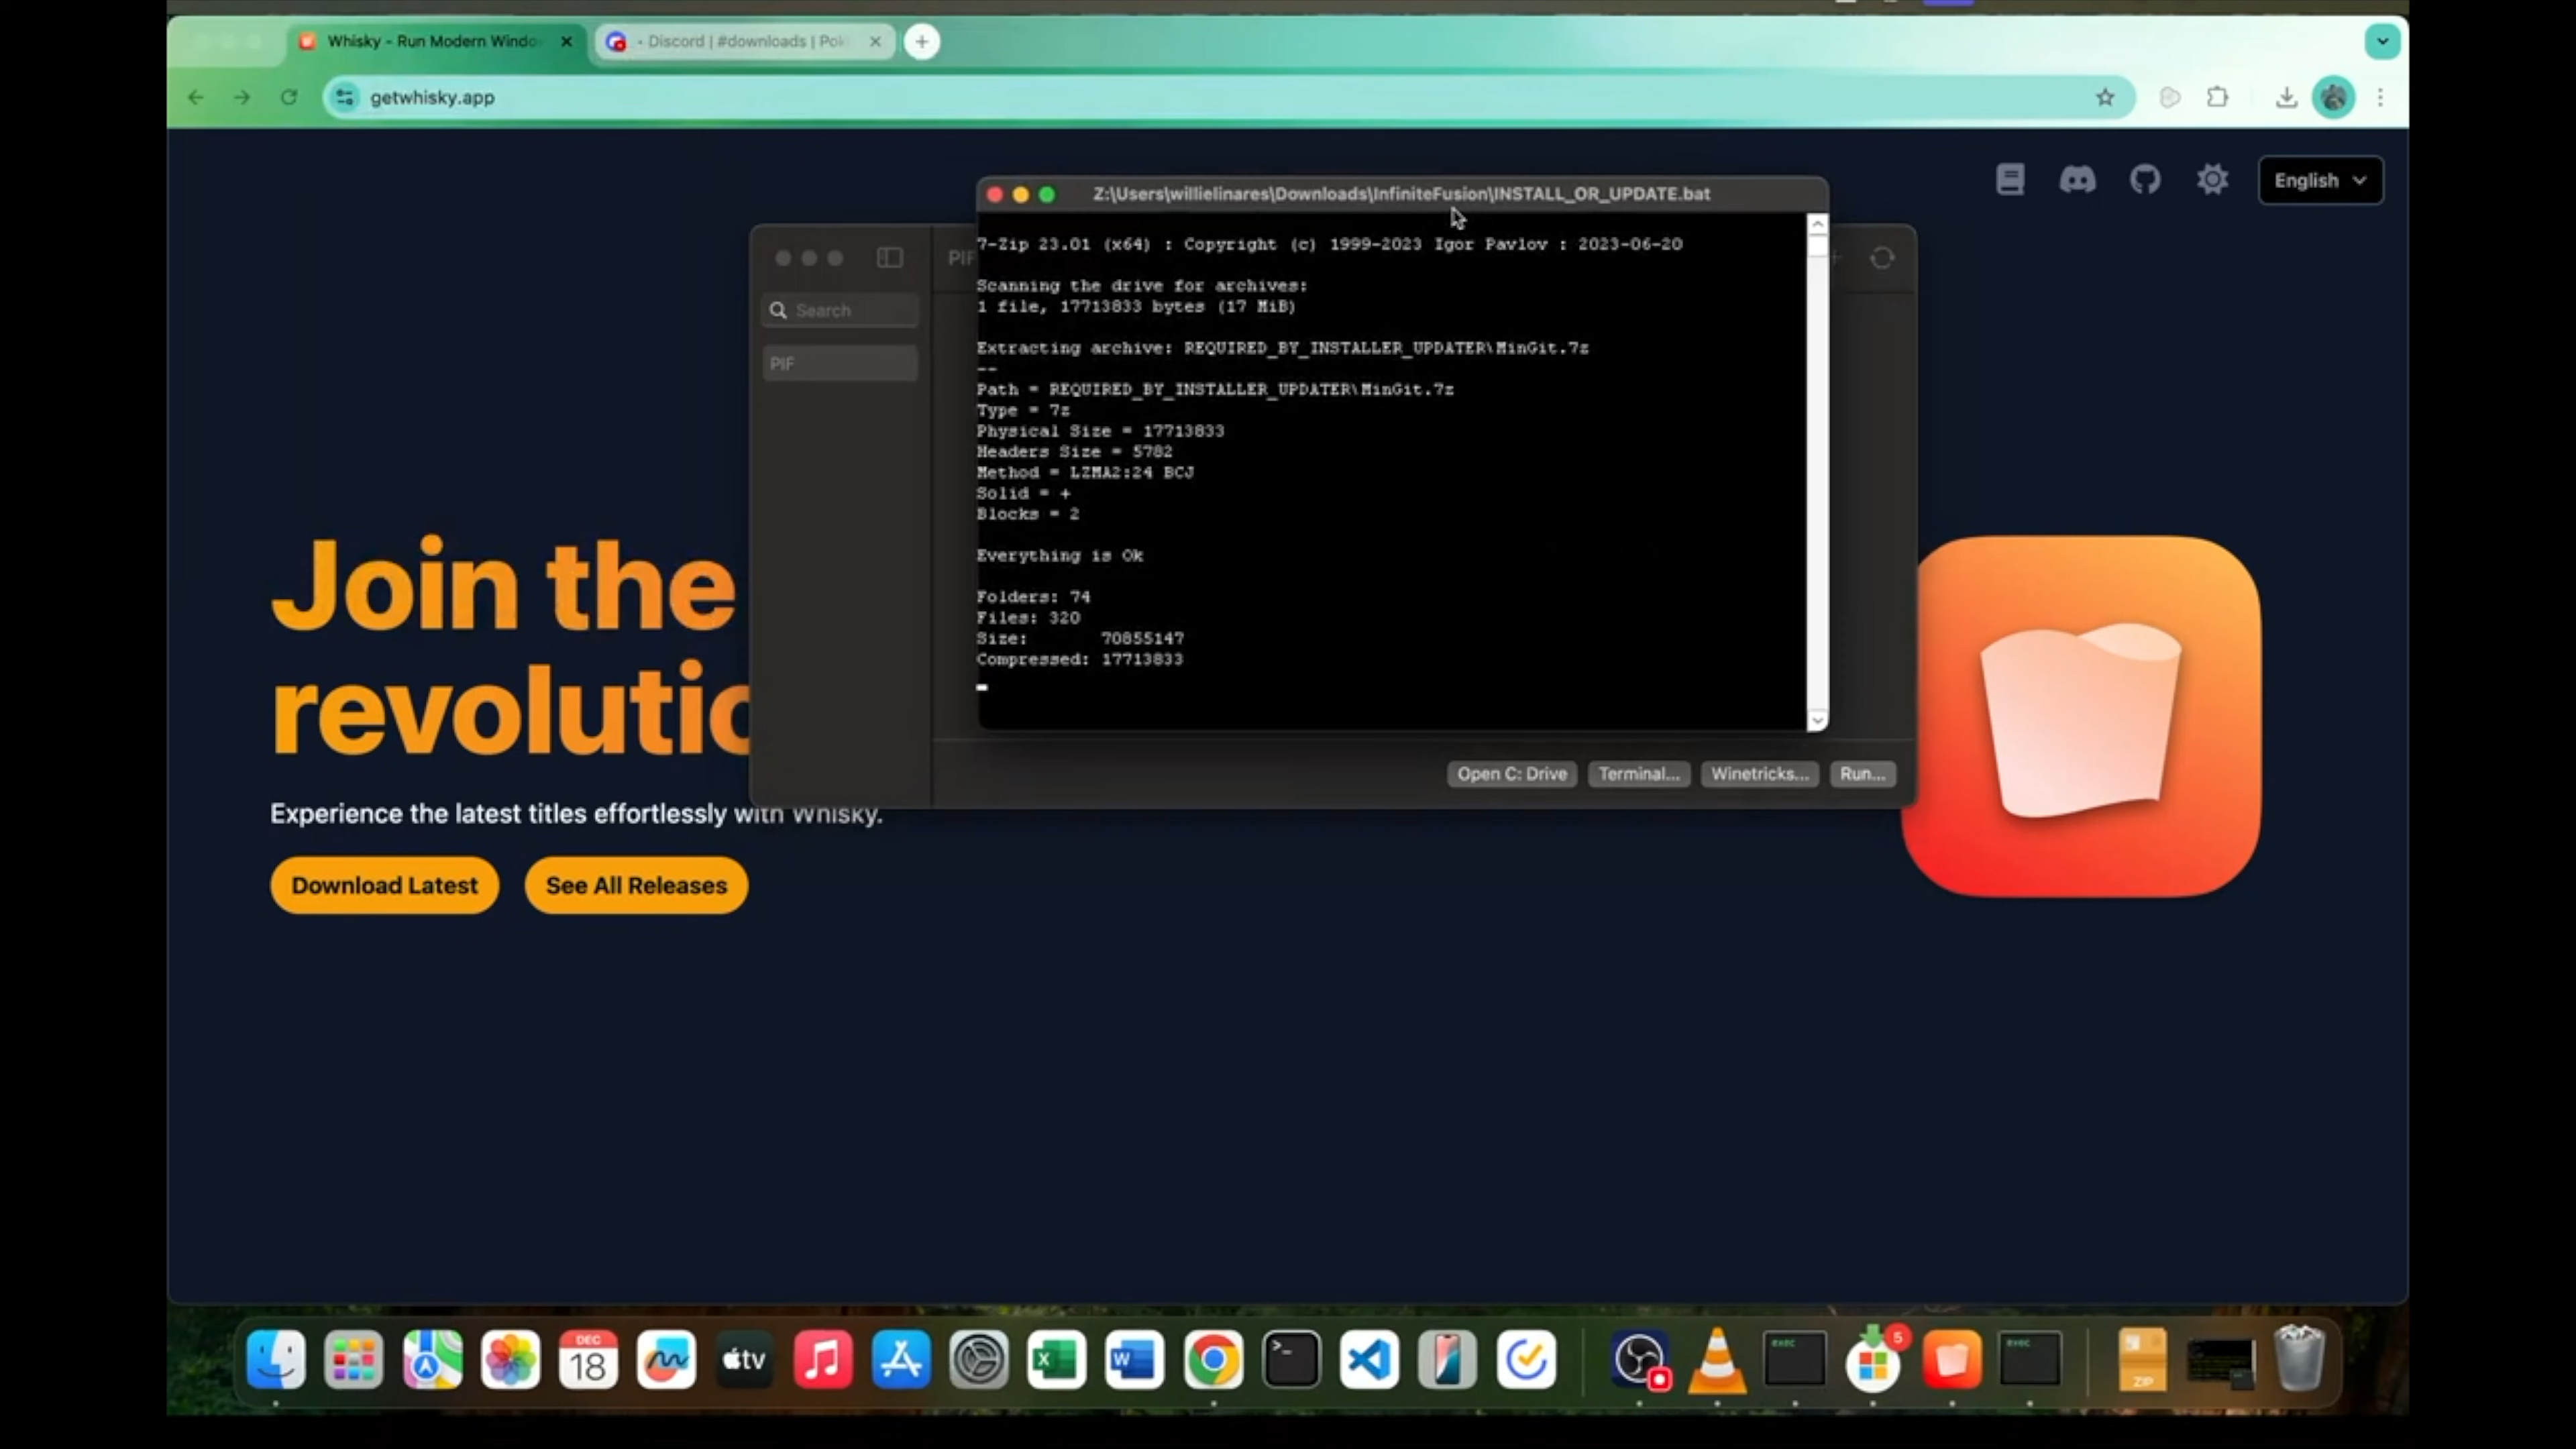 Whisky - Run Modern Windo
- Discord | #downloads | Pok
getwhisky.app
English
Z:\Users\willielinares\Downloads\InfiniteFusion\INSTALL_OR_UPDATE.bat
PIF
Search
PIF
7-Zip 23.01 (x64) : Copyright (c) 1999-2023 Igor Pavlov : 2023-06-20
Scanning the drive for archives:
1 file, 17713833 bytes (17 MiB)
Extracting archive: REQUIRED_BY_INSTALLER_UPDATER\MinGit.7z
--
Path = REQUIRED_BY_INSTALLER_UPDATER\MinGit.7z
Type = 7z
Physical Size = 17713833
Headers Size = 5782
Method = LZMA2:24 BCJ
Solid = +
Blocks = 2
Everything is Ok
Folders: 74
Files: 320
Size: 70855147
Compressed: 17713833
Open C: Drive
Terminal...
Winetricks...
Run...
Join the
revolutio
Experience the latest titles effortlessly with Whisky.
Download Latest
See All Releases
DEC
18
tv
X
W
>_
exec
5
exec
ZIP